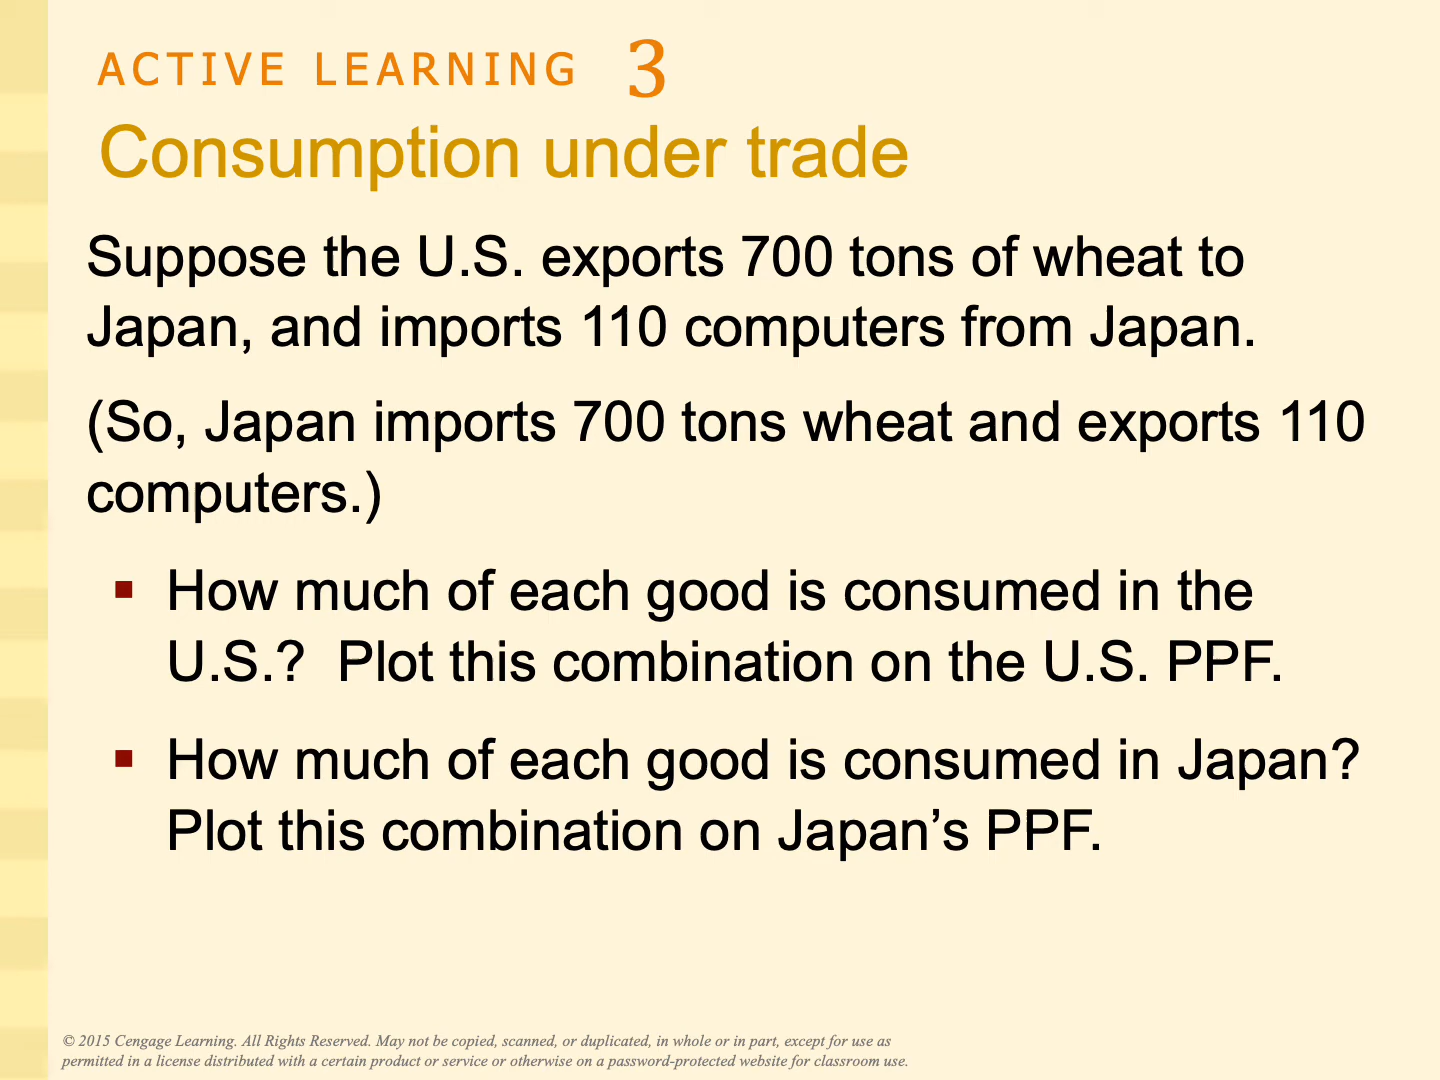 ACTIVE LEARNING 3
Consumption under trade
Suppose the U.S. exports 700 tons of wheat to
Japan, and imports 110 computers from Japan.
(So, Japan imports 700 tons wheat and exports 110
computers.)
▪ How much of each good is consumed in the
U.S.?  Plot this combination on the U.S. PPF.
▪ How much of each good is consumed in Japan?
Plot this combination on Japan’s PPF.
© 2015 Cengage Learning. All Rights Reserved. May not be copied, scanned, or duplicated, in whole or in part, except for use as
permitted in a license distributed with a certain product or service or otherwise on a password-protected website for classroom use.